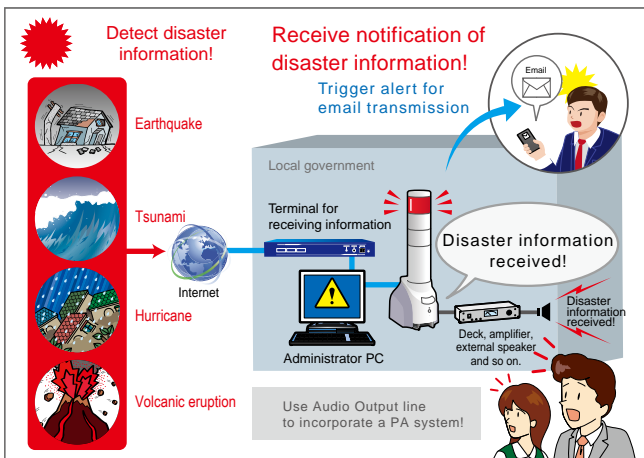 Detect disaster
information!
Receive notification of
disaster information!
Trigger alert for
email transmission
Email
Earthquake
Tsunami
Hurricane
Volcanic eruption
Internet
Local government
Terminal for
receiving information
Administrator PC
Disaster information
received!
Deck, amplifier,
external speaker
and so on.
Disaster
information
received!
Use Audio Output line
to incorporate a PA system!